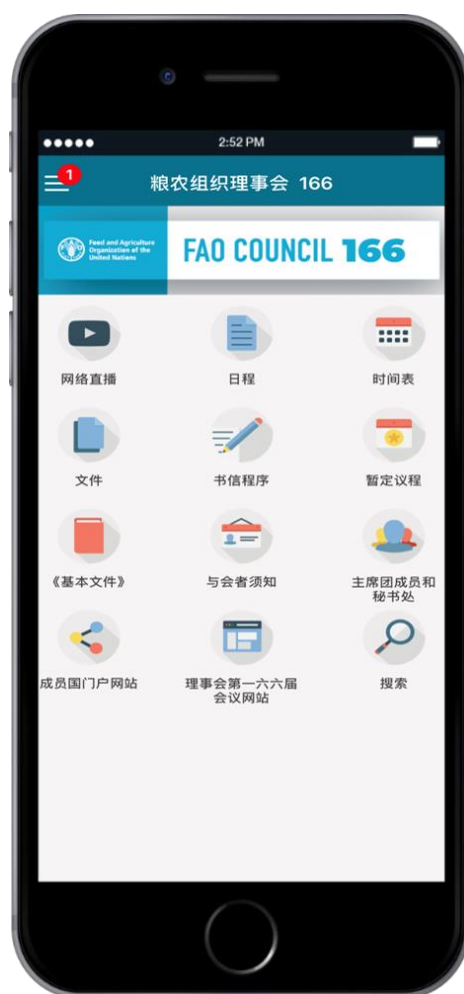 2:52 PM
1
粮农组织理事会 166
Food and Agriculture
Organization of the
United Nations
FAO COUNCIL 166
网络直播
日程
时间表
文件
书信程序
暂定议程
《基本文件》
与会者须知
主席团成员和
秘书处
成员国门户网站
理事会第一六六届
会议网站
搜索